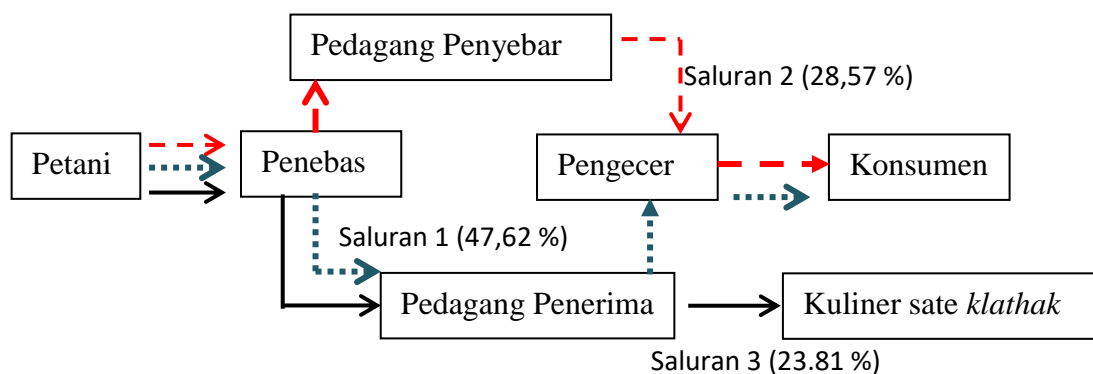 Pedagang Penyebar
Saluran 2 (28,57 %)
Petani
Penebas
Pengecer
Konsumen
Saluran 1 (47,62 %)
Pedagang Penerima
Kuliner sate klathak
Saluran 3 (23.81 %)